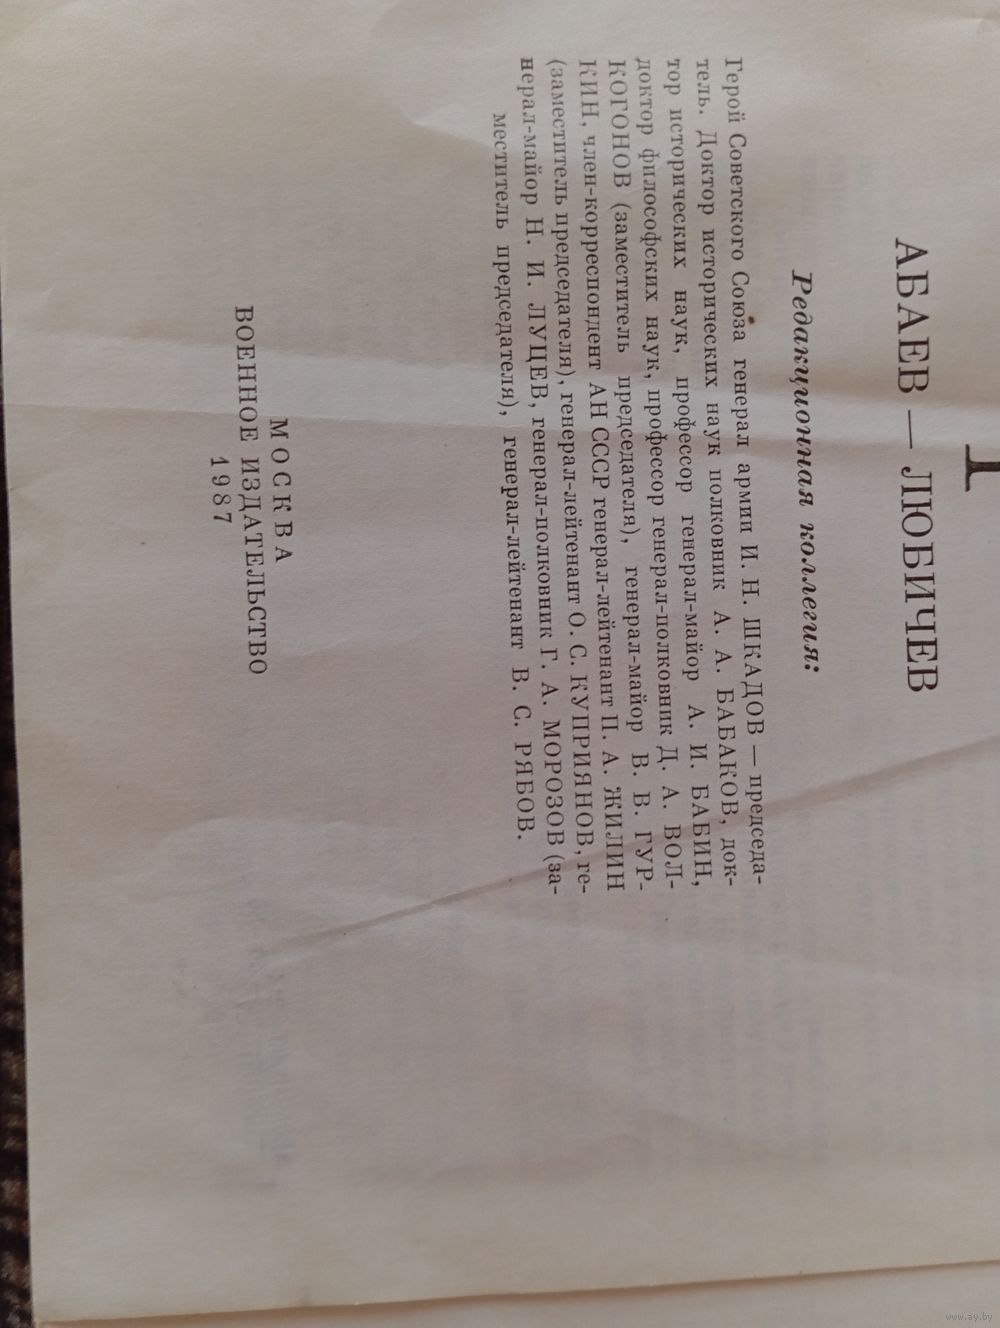 АБАЕВ — ЛЮБИЧЕВ
Редакционная коллегия:
Герой Советского Союза генерал армии И. Н. ШКАДОВ — председа-
тель. Доктор исторических наук полковник А. А. БАБАКОВ, док-
тор исторических наук, профессор генерал-майор А. И. БАБИН,
доктор философских наук, профессор генерал-полковник Д. А. ВОЛ-
КОГОНОВ (заместитель председателя), генерал-майор В. В. ГУР-
КИН, член-корреспондент АН СССР генерал-лейтенант П. А. ЖИЛИН
(заместитель председателя), генерал-лейтенант О. С. КУПРИЯНОВ, ге-
нерал-майор Н. И. ЛУЦЕВ, генерал-полковник Г. А. МОРОЗОВ (за-
меститель председателя), генерал-лейтенант В. С. РЯБОВ.
МОСКВА
ВОЕННОЕ ИЗДАТЕЛЬСТВО
1987
www.ay.by